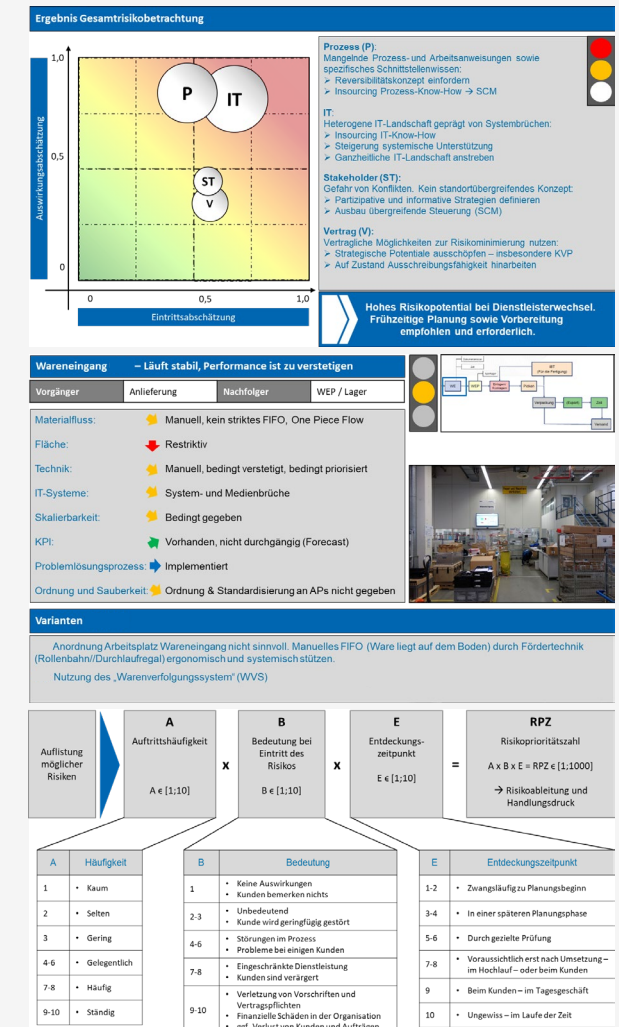 Ergebnis Gesamtrisikobetrachtung
1,0
0,5
0
Auswirkungsabschätzung
P
IT
ST
V
0
0,5
1,0
Eintrittsabschätzung
Prozess (P):
Mangelnde Prozess- und Arbeitsanweisungen sowie
spezifisches Schnittstellenwissen:
➢ Reversibilitätskonzept einfordern
➢ Insourcing Prozess-Know-How → SCM
IT:
Heterogene IT-Landschaft geprägt von Systembrüchen:
➢ Insourcing IT-Know-How
➢ Steigerung systemische Unterstützung
➢ Ganzheitliche IT-Landschaft anstreben
Stakeholder (ST):
Gefahr von Konflikten. Kein standortübergreifendes Konzept:
➢ Partizipative und informative Strategien definieren
➢ Ausbau übergreifende Steuerung (SCM)
Vertrag (V):
Vertragliche Möglichkeiten zur Risikominimierung nutzen:
➢ Strategische Potentiale ausschöpfen – insbesondere KVP
➢ Auf Zustand Ausschreibungsfähigkeit hinarbeiten
Hohes Risikopotential bei Dienstleisterwechsel.
Frühzeitige Planung sowie Vorbereitung
empfohlen und erforderlich.
Wareneingang – Läuft stabil, Performance ist zu verstetigen
Vorgänger Anlieferung Nachfolger WEP / Lager
Materialfluss: Manuell, kein striktes FIFO, One Piece Flow
Fläche: Restriktiv
Technik: Manuell, bedingt verstetigt, bedingt priorisiert
IT-Systeme: System- und Medienbrüche
Skalierbarkeit: Bedingt gegeben
KPI: Vorhanden, nicht durchgängig (Forecast)
Problemlösungsprozess: Implementiert
Ordnung und Sauberkeit: Ordnung & Standardisierung an APs nicht gegeben
WE
WEP
Varianten
Anordnung Arbeitsplatz Wareneingang nicht sinnvoll. Manuelles FIFO (Ware liegt auf dem Boden) durch Fördertechnik
(Rollenbahn//Durchlaufregal) ergonomisch und systemisch stützen.
Nutzung des „Warenverfolgungssystem“ (WVS)
Auflistung
möglicher
Risiken
A
Auftrittshäufigkeit
A ϵ [1;10]
x
B
Bedeutung bei
Eintritt des
Risikos
B ϵ [1;10]
x
E
Entdeckungs-
zeitpunkt
E ϵ [1;10]
=
RPZ
Risikoprioritätszahl
A x B x E = RPZ ϵ [1;1000]
→ Risikoableitung und
Handlungsdruck
A Häufigkeit
1 • Kaum
2 • Selten
3 • Gering
4-6 • Gelegentlich
7-8 • Häufig
9-10 • Ständig
B Bedeutung
1 • Keine Auswirkungen
• Kunden bemerken nichts
2-3 • Unbedeutend
• Kunde wird geringfügig gestört
4-6 • Störungen im Prozess
• Probleme bei einigen Kunden
7-8 • Eingeschränkte Dienstleistung
• Kunden sind verärgert
9-10 • Verletzung von Vorschriften und
Vertragspflichten
• Finanzielle Schäden in der Organisation
• ggf. Verlust von Kunden und Aufträgen
E Entdeckungszeitpunkt
1-2 • Zwangsläufig zu Planungsbeginn
3-4 • In einer späteren Planungsphase
5-6 • Durch gezielte Prüfung
7-8 • Voraussichtlich erst nach Umsetzung –
im Hochlauf – oder beim Kunden
9 • Beim Kunden – im Tagesgeschäft
10 • Ungewiss – im Laufe der Zeit